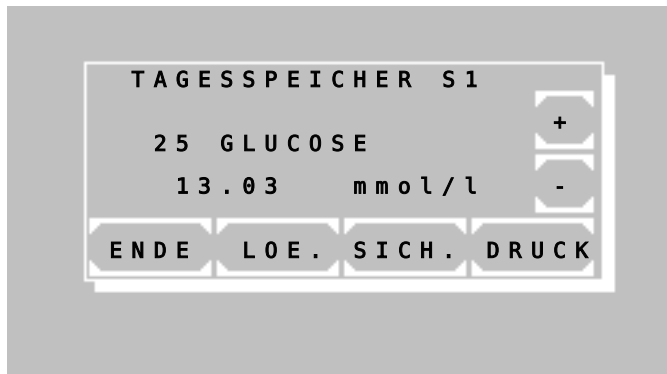 TAGESSPEICHER S1
+
25 GLUCOSE
13.03 mmol/l
-
ENDE LOE. SICH. DRUCK